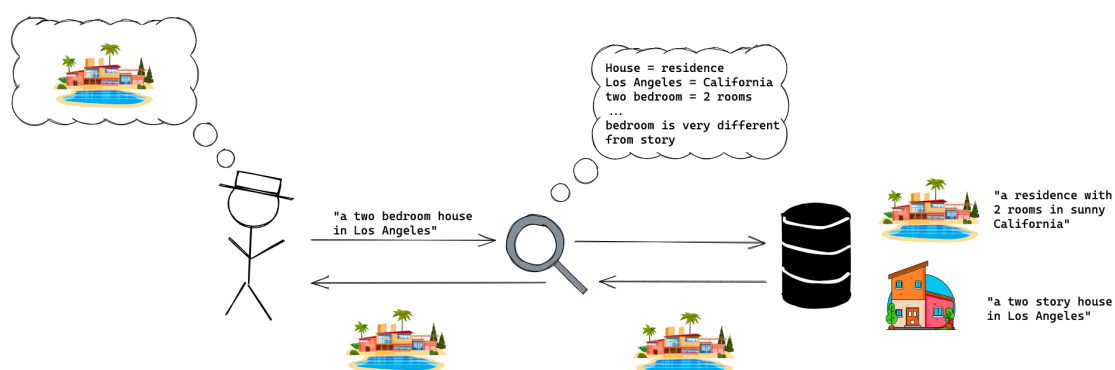 House = residence
Los Angeles = California
two bedroom = 2 rooms
...
bedroom is very different
from story
"a two bedroom house
in Los Angeles"
"a residence with
2 rooms in sunny
California"
"a two story house
in Los Angeles"